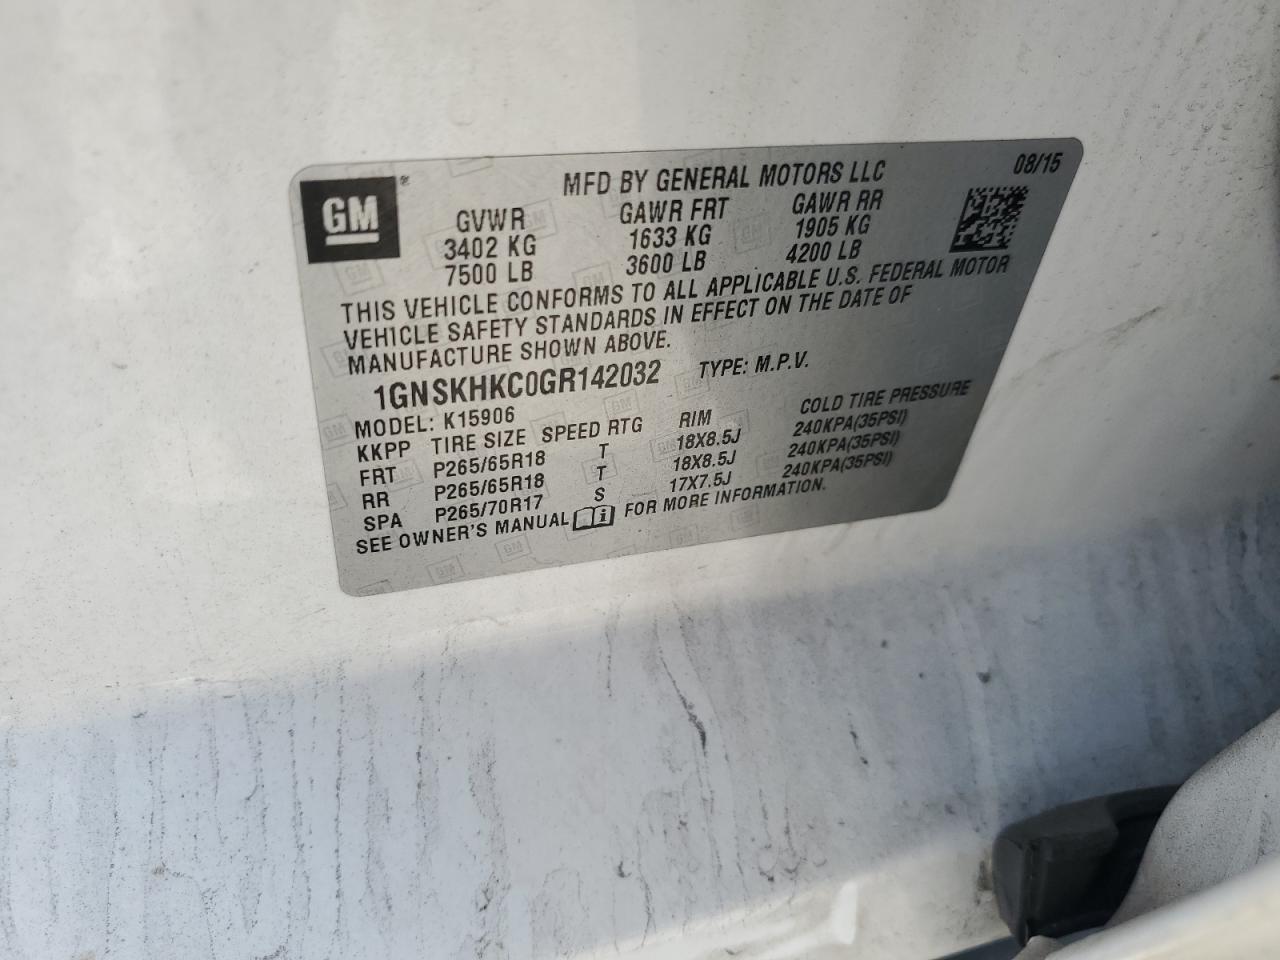 GM®
MFD BY GENERAL MOTORS LLC 08/15
GVWR GAWR FRT GAWR RR
3402 KG 1633 KG 1905 KG
7500 LB 3600 LB 4200 LB
THIS VEHICLE CONFORMS TO ALL APPLICABLE U.S. FEDERAL MOTOR
VEHICLE SAFETY STANDARDS IN EFFECT ON THE DATE OF
MANUFACTURE SHOWN ABOVE.
1GNSKHKC0GR142032 TYPE: M.P.V.
MODEL: K15906
KKPP TIRE SIZE SPEED RTG RIM COLD TIRE PRESSURE
FRT P265/65R18 T 18X8.5J 240KPA(35PSI)
RR P265/65R18 T 18X8.5J 240KPA(35PSI)
SPA P265/70R17 S 17X7.5J 240KPA(35PSI)
SEE OWNER'S MANUAL FOR MORE INFORMATION.